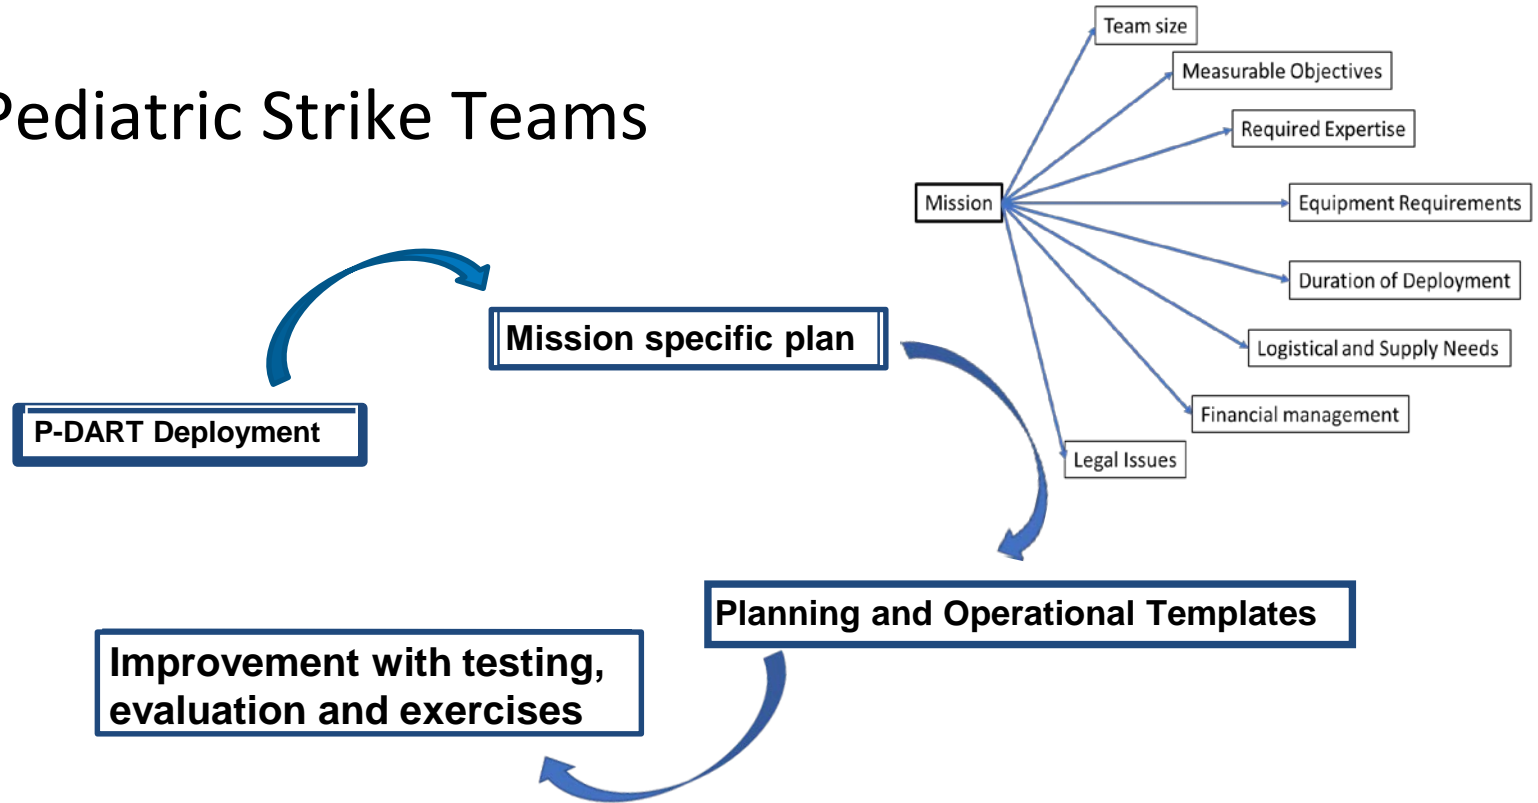 Pediatric Strike Teams
Team size
Measurable Objectives
Required Expertise
Mission
Equipment Requirements
Duration of Deployment
Logistical and Supply Needs
Financial management
Legal Issues
Mission specific plan
P-DART Deployment
Planning and Operational Templates
Improvement with testing,
evaluation and exercises